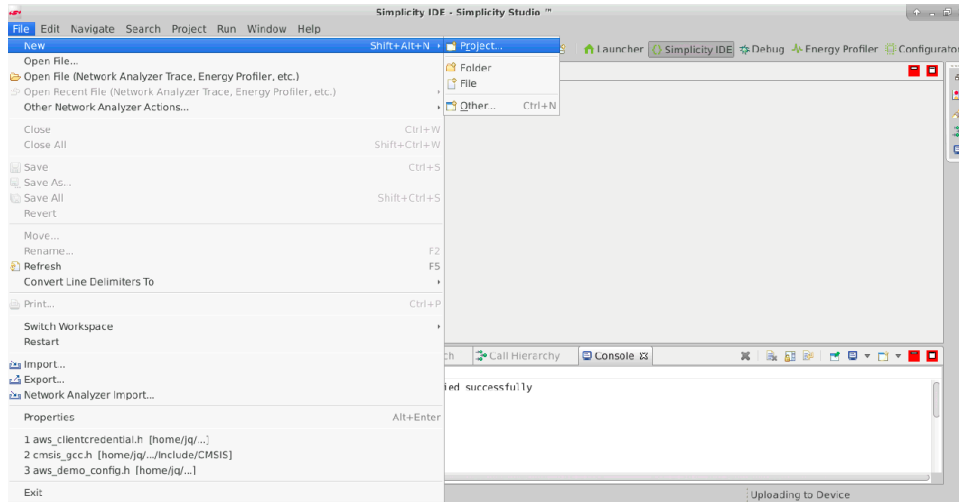 Simplicity IDE - Simplicity Studio ™
File Edit Navigate Search Project Run Window Help
Launcher Simplicity IDE Debug Energy Profiler Configurator
New Shift+Alt+N
Project...
Folder
File
Other... Ctrl+N
Open File...
Open File (Network Analyzer Trace, Energy Profiler, etc.)
Open Recent File (Network Analyzer Trace, Energy Profiler, etc.)
Other Network Analyzer Actions...
Close Ctrl+W
Close All Shift+Ctrl+W
Save Ctrl+S
Save As...
Save All Shift+Ctrl+S
Revert
Move...
Rename... F2
Refresh F5
Convert Line Delimiters To
Print... Ctrl+P
Switch Workspace
Restart
Import...
Export...
Network Analyzer Import...
Properties Alt+Enter
1 aws_clientcredential.h [home/jq/...]
2 cmsis_gcc.h [home/jq/.../Include/CMSIS]
3 aws_demo_config.h [home/jq/...]
Exit
ch Call Hierarchy Console
ied successfully
Uploading to Device